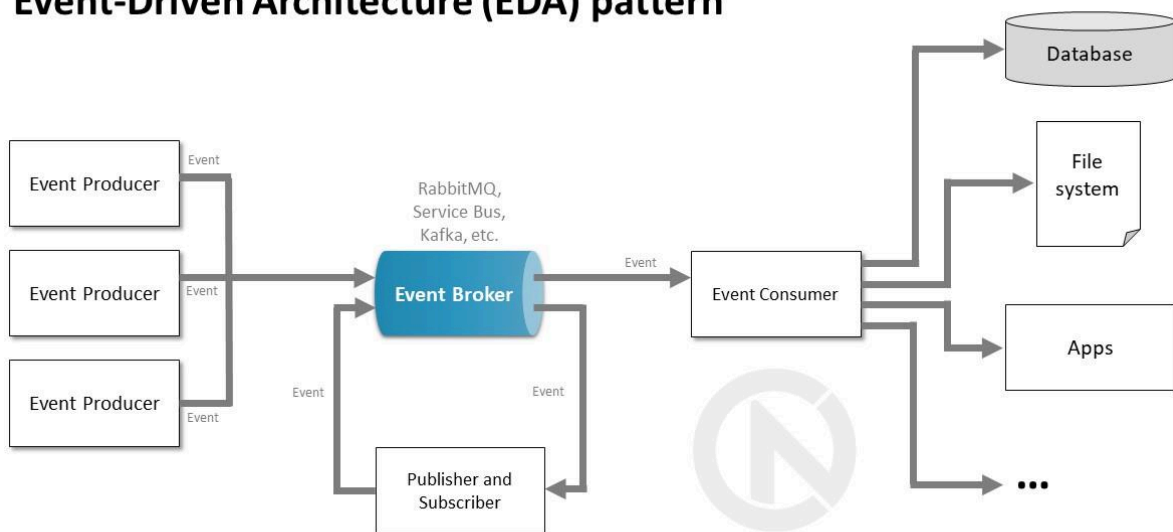 Event-Driven Architecture (EDA) pattern
Database
Event Producer
Event
File
system
RabbitMQ,
Service Bus,
Kafka, etc.
Event Producer
Event
Event Broker
Event
Event Consumer
Apps
Event Producer
Event
Event
Event
Publisher and
Subscriber
...